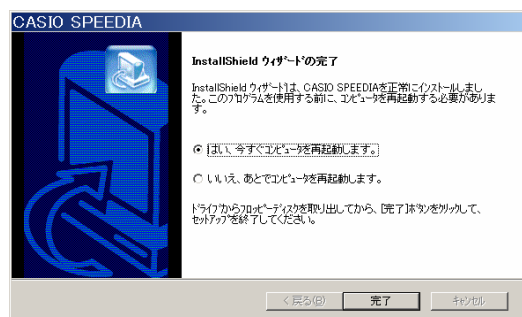 CASIO SPEEDIA
InstallShield ｳｨｻﾞｰﾄﾞの完了
InstallShield ｳｨｻﾞｰﾄﾞは、CASIO SPEEDIAを正常にｲﾝｽﾄｰﾙしまし
た。このﾌﾟﾛｸﾞﾗﾑを使用する前に、ｺﾝﾋﾟｭｰﾀを再起動する必要がありま
す。
はい、今すぐｺﾝﾋﾟｭｰﾀを再起動します。
いいえ、あとでｺﾝﾋﾟｭｰﾀを再起動します。
ﾄﾞﾗｲﾌﾞからﾌﾛｯﾋﾟｰﾃﾞｨｽｸを取り出してから、[完了]ﾎﾞﾀﾝをｸﾘｯｸして、
ｾｯﾄｱｯﾌﾟを終了してください。
< 戻る(B) 完了 ｷｬﾝｾﾙ